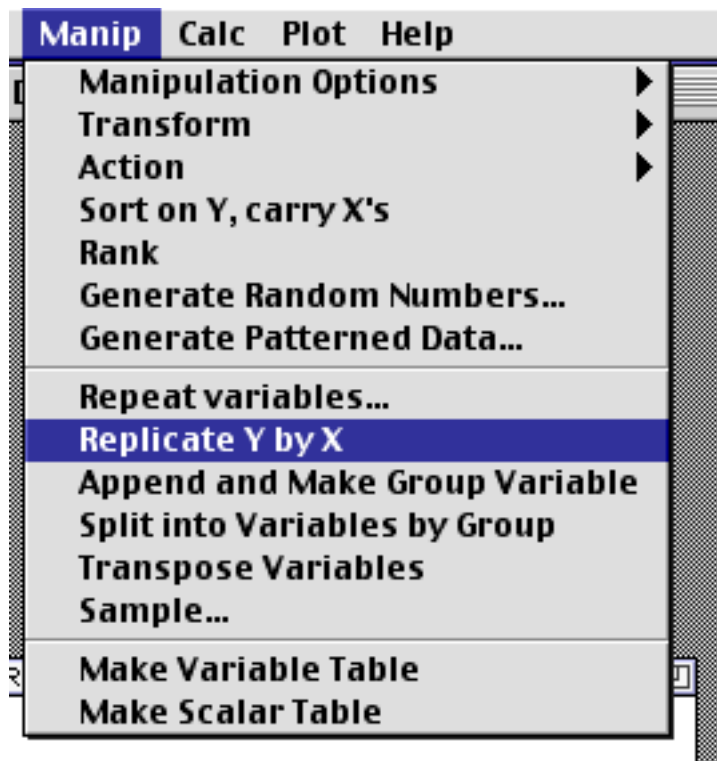 Manip Calc Plot Help
Manipulation Options
Transform
Action
Sort on Y, carry X's
Rank
Generate Random Numbers...
Generate Patterned Data...
Repeat variables...
Replicate Y by X
Append and Make Group Variable
Split into Variables by Group
Transpose Variables
Sample...
Make Variable Table
Make Scalar Table